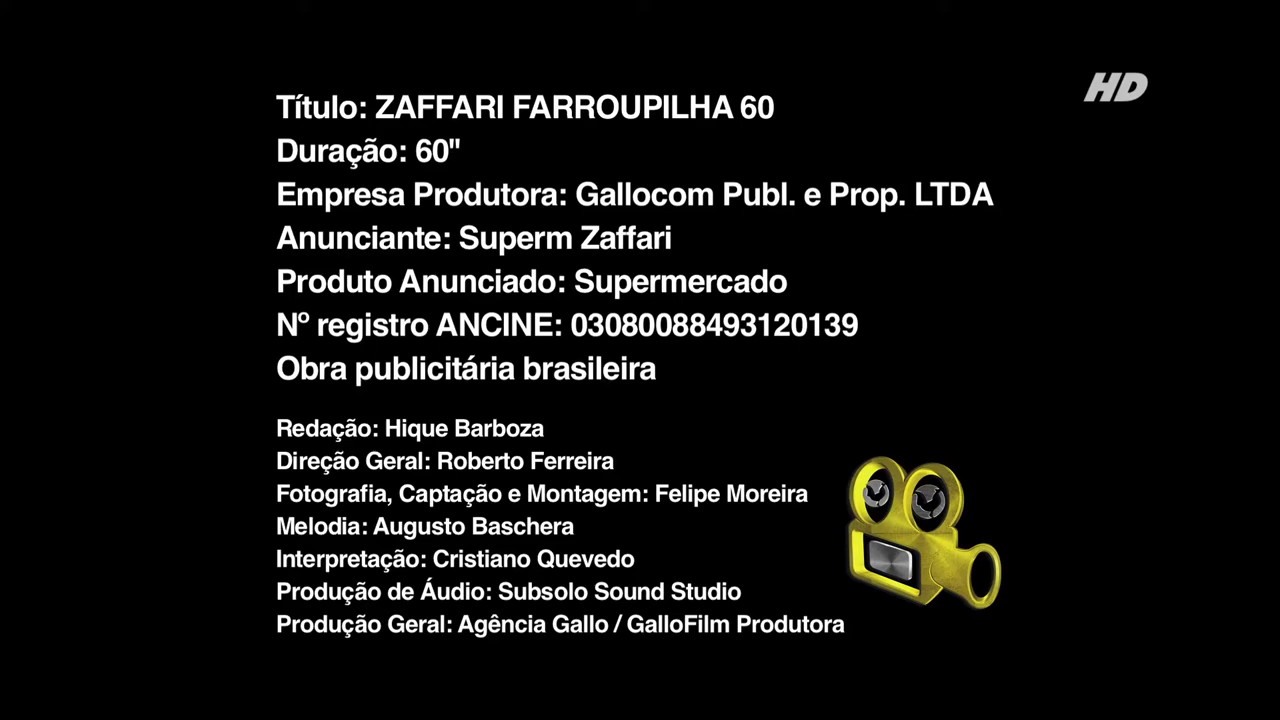 HD
Título: ZAFFARI FARROUPILHA 60
Duração: 60"
Empresa Produtora: Gallocom Publ. e Prop. LTDA
Anunciante: Superm Zaffari
Produto Anunciado: Supermercado
Nº registro ANCINE: 03080088493120139
Obra publicitária brasileira
Redação: Hique Barboza
Direção Geral: Roberto Ferreira
Fotografia, Captação e Montagem: Felipe Moreira
Melodia: Augusto Baschera
Interpretação: Cristiano Quevedo
Produção de Áudio: Subsolo Sound Studio
Produção Geral: Agência Gallo / GalloFilm Produtora